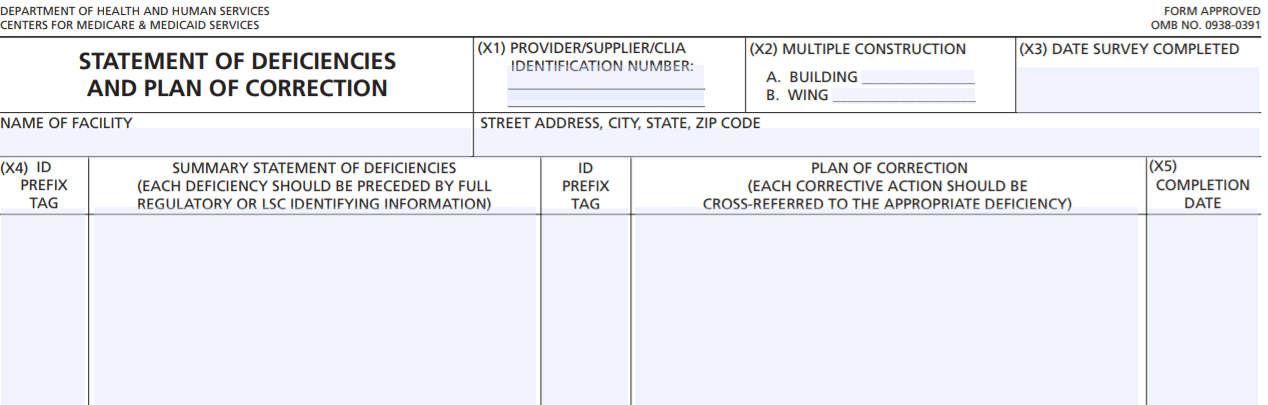 DEPARTMENT OF HEALTH AND HUMAN SERVICES
CENTERS FOR MEDICARE & MEDICAID SERVICES
FORM APPROVED
OMB NO. 0938-0391
STATEMENT OF DEFICIENCIES
AND PLAN OF CORRECTION
(X1) PROVIDER/SUPPLIER/CLIA
IDENTIFICATION NUMBER:
(X2) MULTIPLE CONSTRUCTION
A. BUILDING
B. WING
(X3) DATE SURVEY COMPLETED
NAME OF FACILITY
STREET ADDRESS, CITY, STATE, ZIP CODE
(X4) ID
PREFIX
TAG
SUMMARY STATEMENT OF DEFICIENCIES
(EACH DEFICIENCY SHOULD BE PRECEDED BY FULL
REGULATORY OR LSC IDENTIFYING INFORMATION)
ID
PREFIX
TAG
PLAN OF CORRECTION
(EACH CORRECTIVE ACTION SHOULD BE
CROSS-REFERRED TO THE APPROPRIATE DEFICIENCY)
(X5)
COMPLETION
DATE